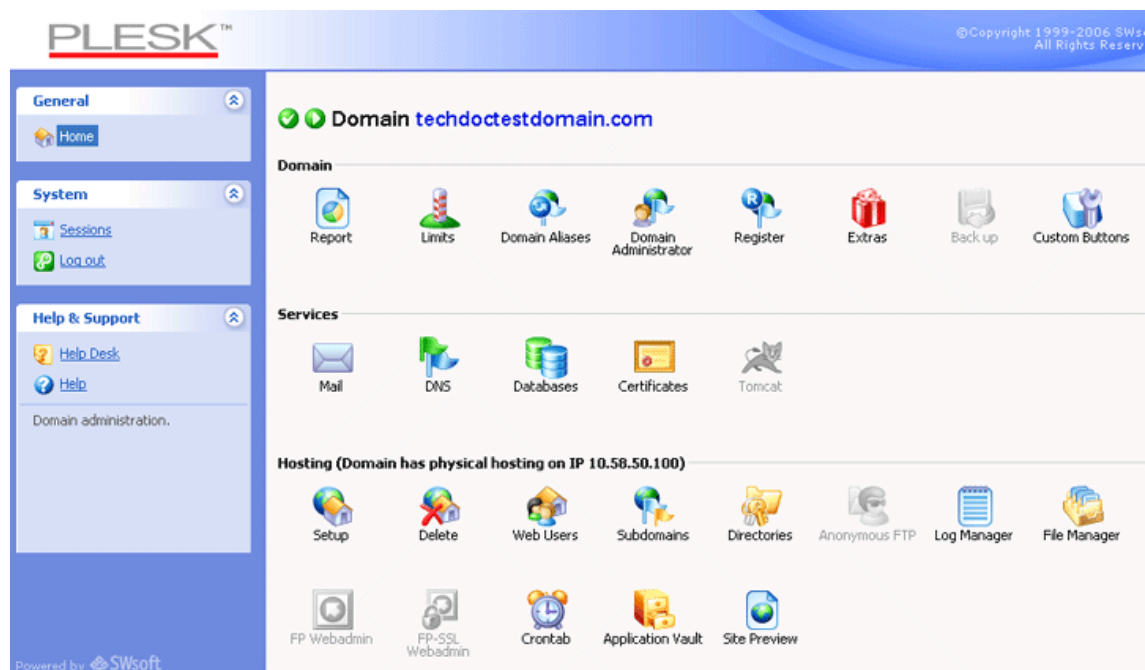 PLESK™
©Copyright 1999-2006 SWso
All Rights Reserv
General
Home
System
Sessions
Log out
Help & Support
Help Desk
Help
Domain administration.
Powered by SWsoft
Domain techdoctestdomain.com
Domain
Report
Limits
Domain Aliases
Domain
Administrator
Register
Extras
Back up
Custom Buttons
Services
Mail
DNS
Databases
Certificates
Tomcat
Hosting (Domain has physical hosting on IP 10.58.50.100)
Setup
Delete
Web Users
Subdomains
Directories
Anonymous FTP
Log Manager
File Manager
FP Webadmin
FP-SSL
Webadmin
Crontab
Application Vault
Site Preview